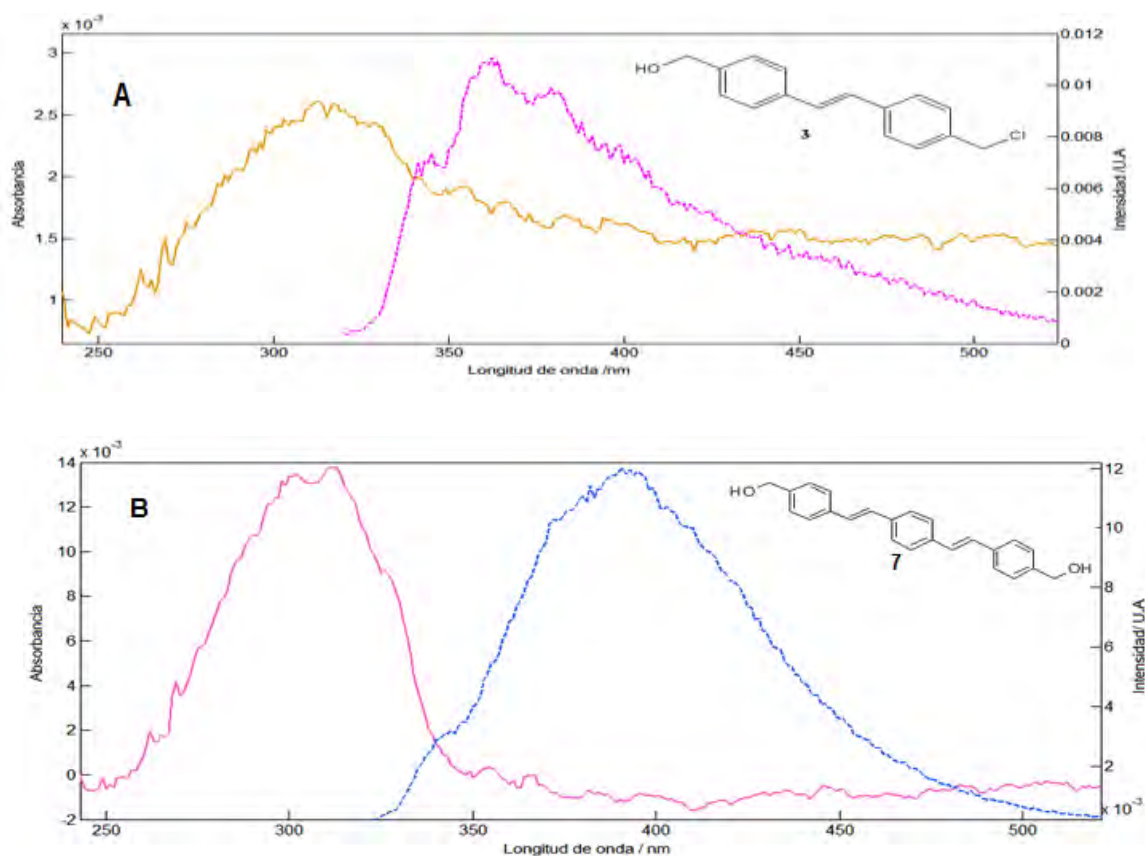 x 10⁻³
A
3
2.5
2
1.5
1
Absorbancia
0.012
0.01
0.008
0.006
0.004
0.002
0
Intensidad /U.A
HO
Cl
3
250 300 350 400 450 500
Longitud de onda /nm
x 10⁻³
B
14
12
10
8
6
4
2
0
-2
Absorbancia
12
10
8
6
4
2
x 10⁻³
Intensidad/ U.A
HO
OH
7
250 300 350 400 450 500
Longitud de onda / nm